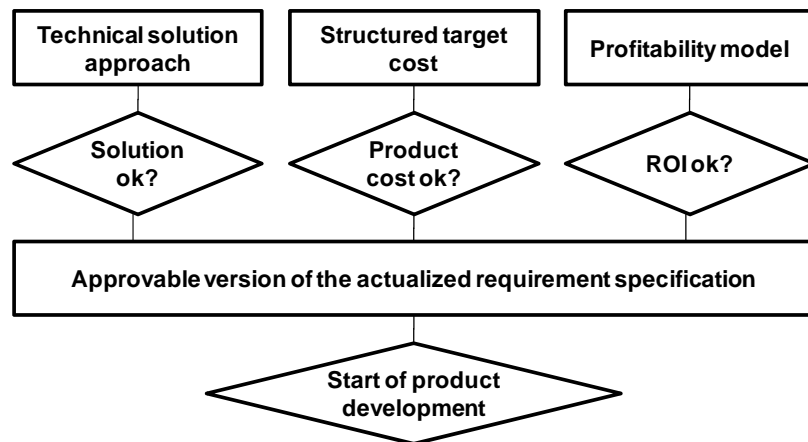 Technical solution
approach
Structured target
cost
Profitability model
Solution
ok?
Product
cost ok?
ROI ok?
Approvable version of the actualized requirement specification
Start of product
development